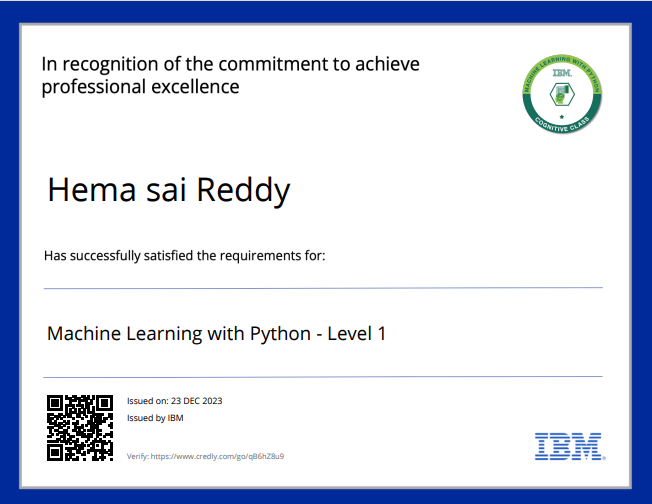 In recognition of the commitment to achieve
professional excellence
MACHINE LEARNING WITH PYTHON
IBM.
COGNITIVE CLASS
Hema sai Reddy
Has successfully satisfied the requirements for:
Machine Learning with Python - Level 1
Issued on: 23 DEC 2023
Issued by IBM
Verify: https://www.credly.com/go/qB6hZ8u9
IBM®